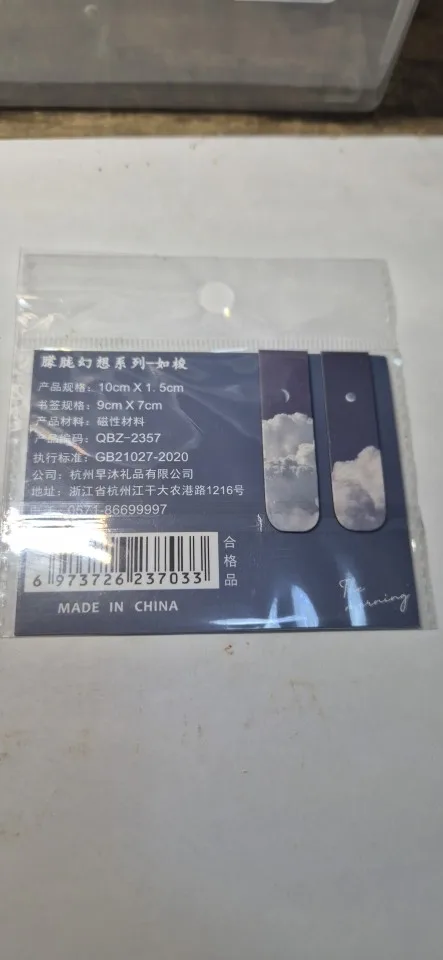 朦胧幻想系列-如梭
产品规格：10cm X 1.5cm
书签规格：9cm X 7cm
产品材料：磁性材料
产品编码：QBZ-2357
执行标准：GB21027-2020
公司：杭州早沐礼品有限公司
地址：浙江省杭州江干大农港路1216号
0571-86699997
合格品
6 973726 237033
MADE IN CHINA
The
morning